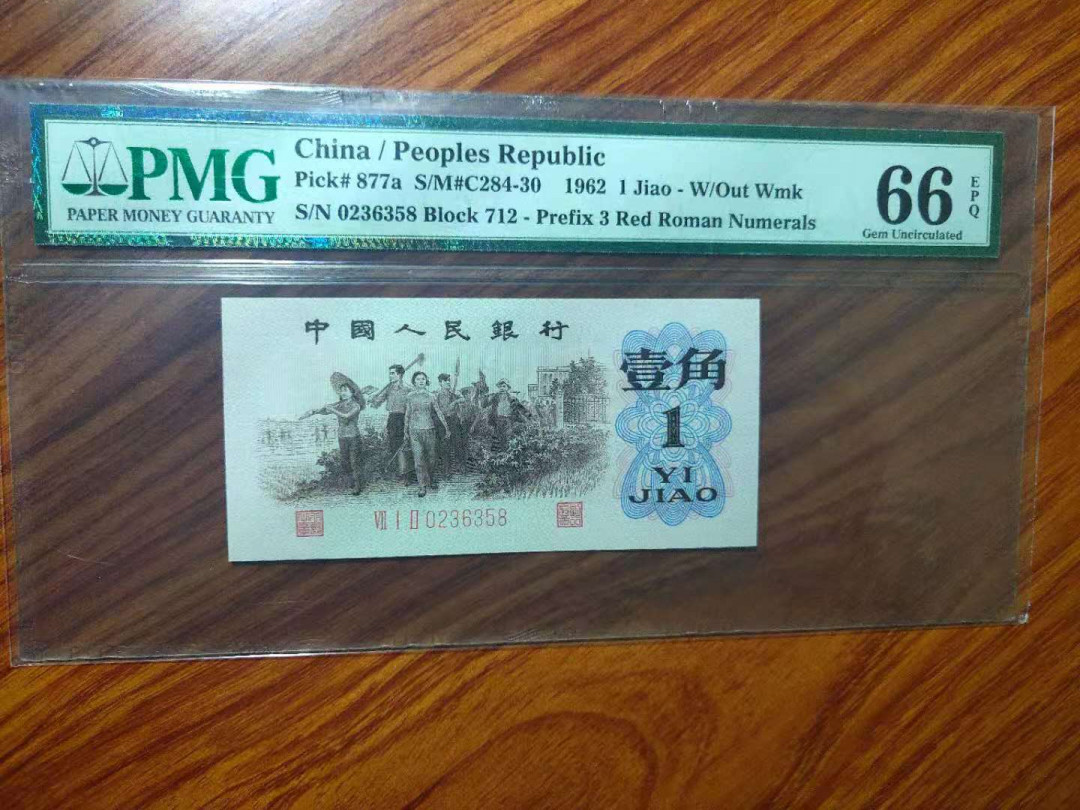 PMG
PAPER MONEY GUARANTY
China / Peoples Republic
Pick# 877a S/M#C284-30 1962 1 Jiao - W/Out Wmk
S/N 0236358 Block 712 - Prefix 3 Red Roman Numerals
66
EPQ
Gem Uncirculated
中國人民銀行
壹角
1
YI
JIAO
Ⅶ Ⅰ Ⅱ 0236358